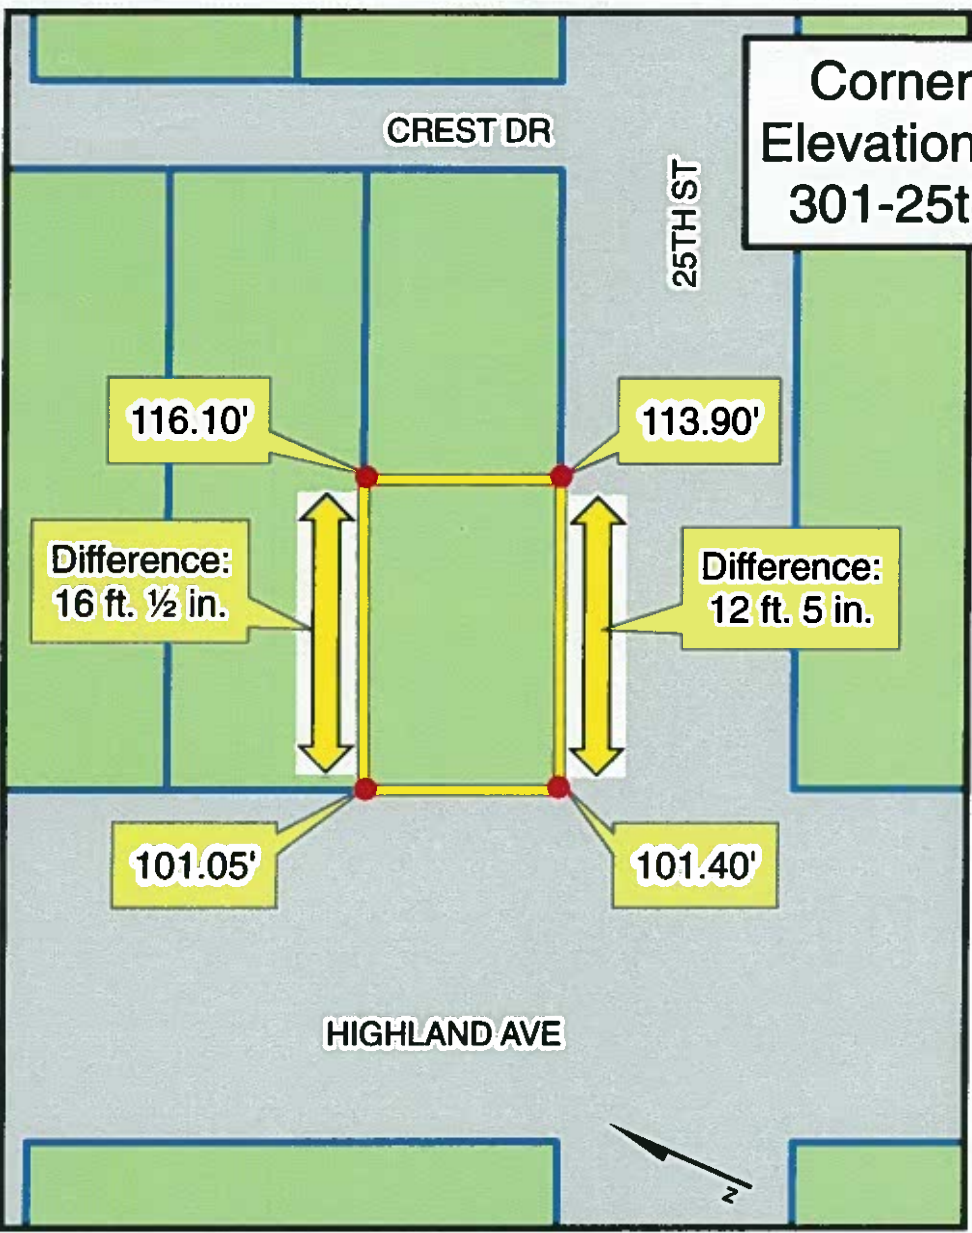 Corner
Elevation
301-25t
CREST DR
25TH ST
116.10'
113.90'
Difference:
16 ft. ½ in.
Difference:
12 ft. 5 in.
101.05'
101.40'
HIGHLAND AVE
N